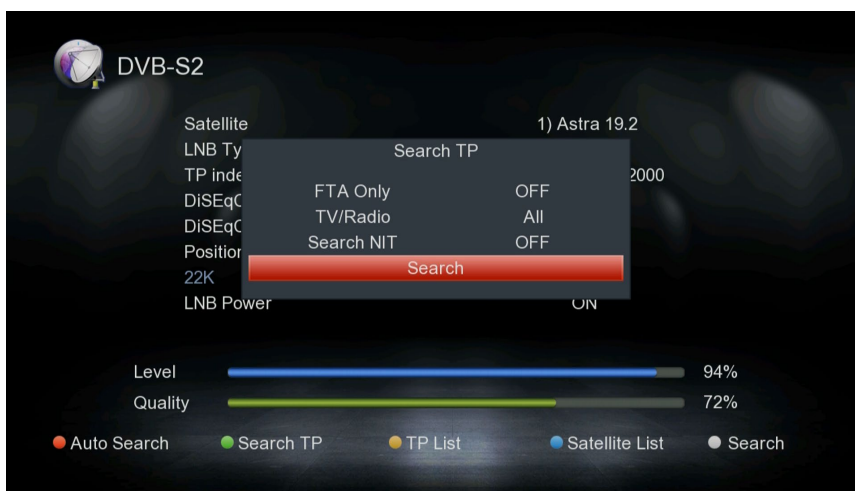 DVB-S2
Satellite 1) Astra 19.2
LNB Ty
Search TP
TP inde 2000
FTA Only OFF
DiSEqC
TV/Radio All
DiSEqC
Search NIT OFF
Position
Search
22K
LNB Power ON
Level 94%
Quality 72%
Auto Search Search TP TP List Satellite List Search